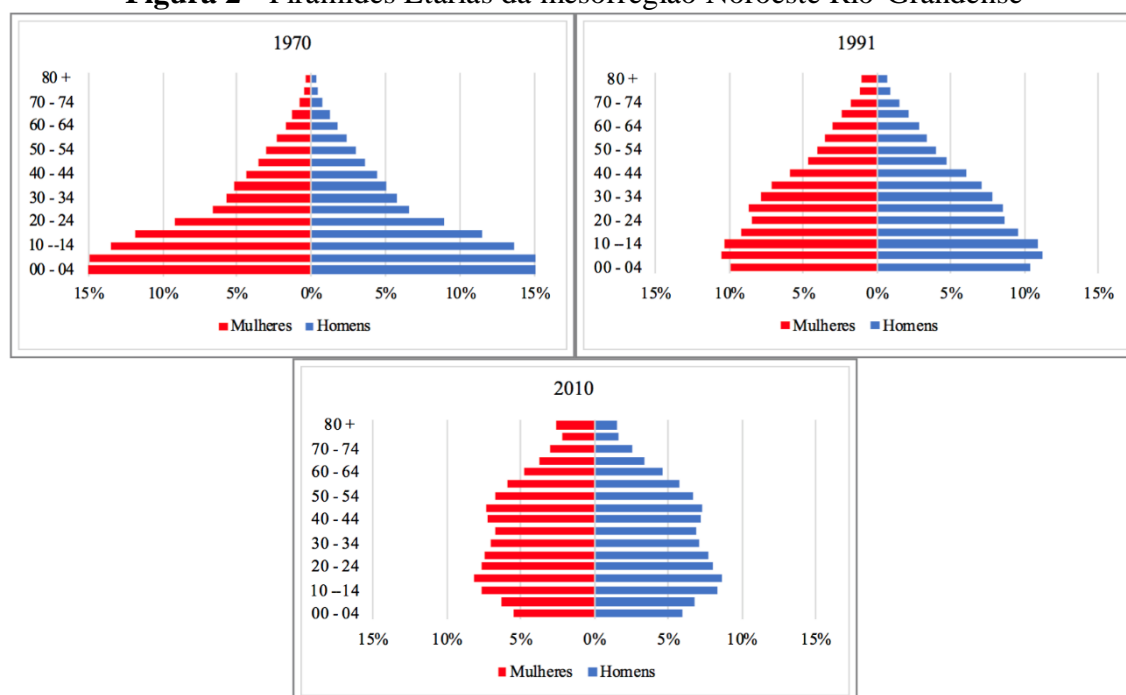 Figura 2 - Pirâmides Etárias da mesorregião Noroeste Rio-Grandense
1970
80 +
70 - 74
60 - 64
50 - 54
40 - 44
30 - 34
20 - 24
10 --14
00 - 04
15% 10% 5% 0% 5% 10% 15%
Mulheres Homens
1991
80 +
70 - 74
60 - 64
50 - 54
40 - 44
30 - 34
20 - 24
10 –14
00 - 04
15% 10% 5% 0% 5% 10% 15%
Mulheres Homens
2010
80 +
70 - 74
60 - 64
50 - 54
40 - 44
30 - 34
20 - 24
10 –14
00 - 04
15% 10% 5% 0% 5% 10% 15%
Mulheres Homens